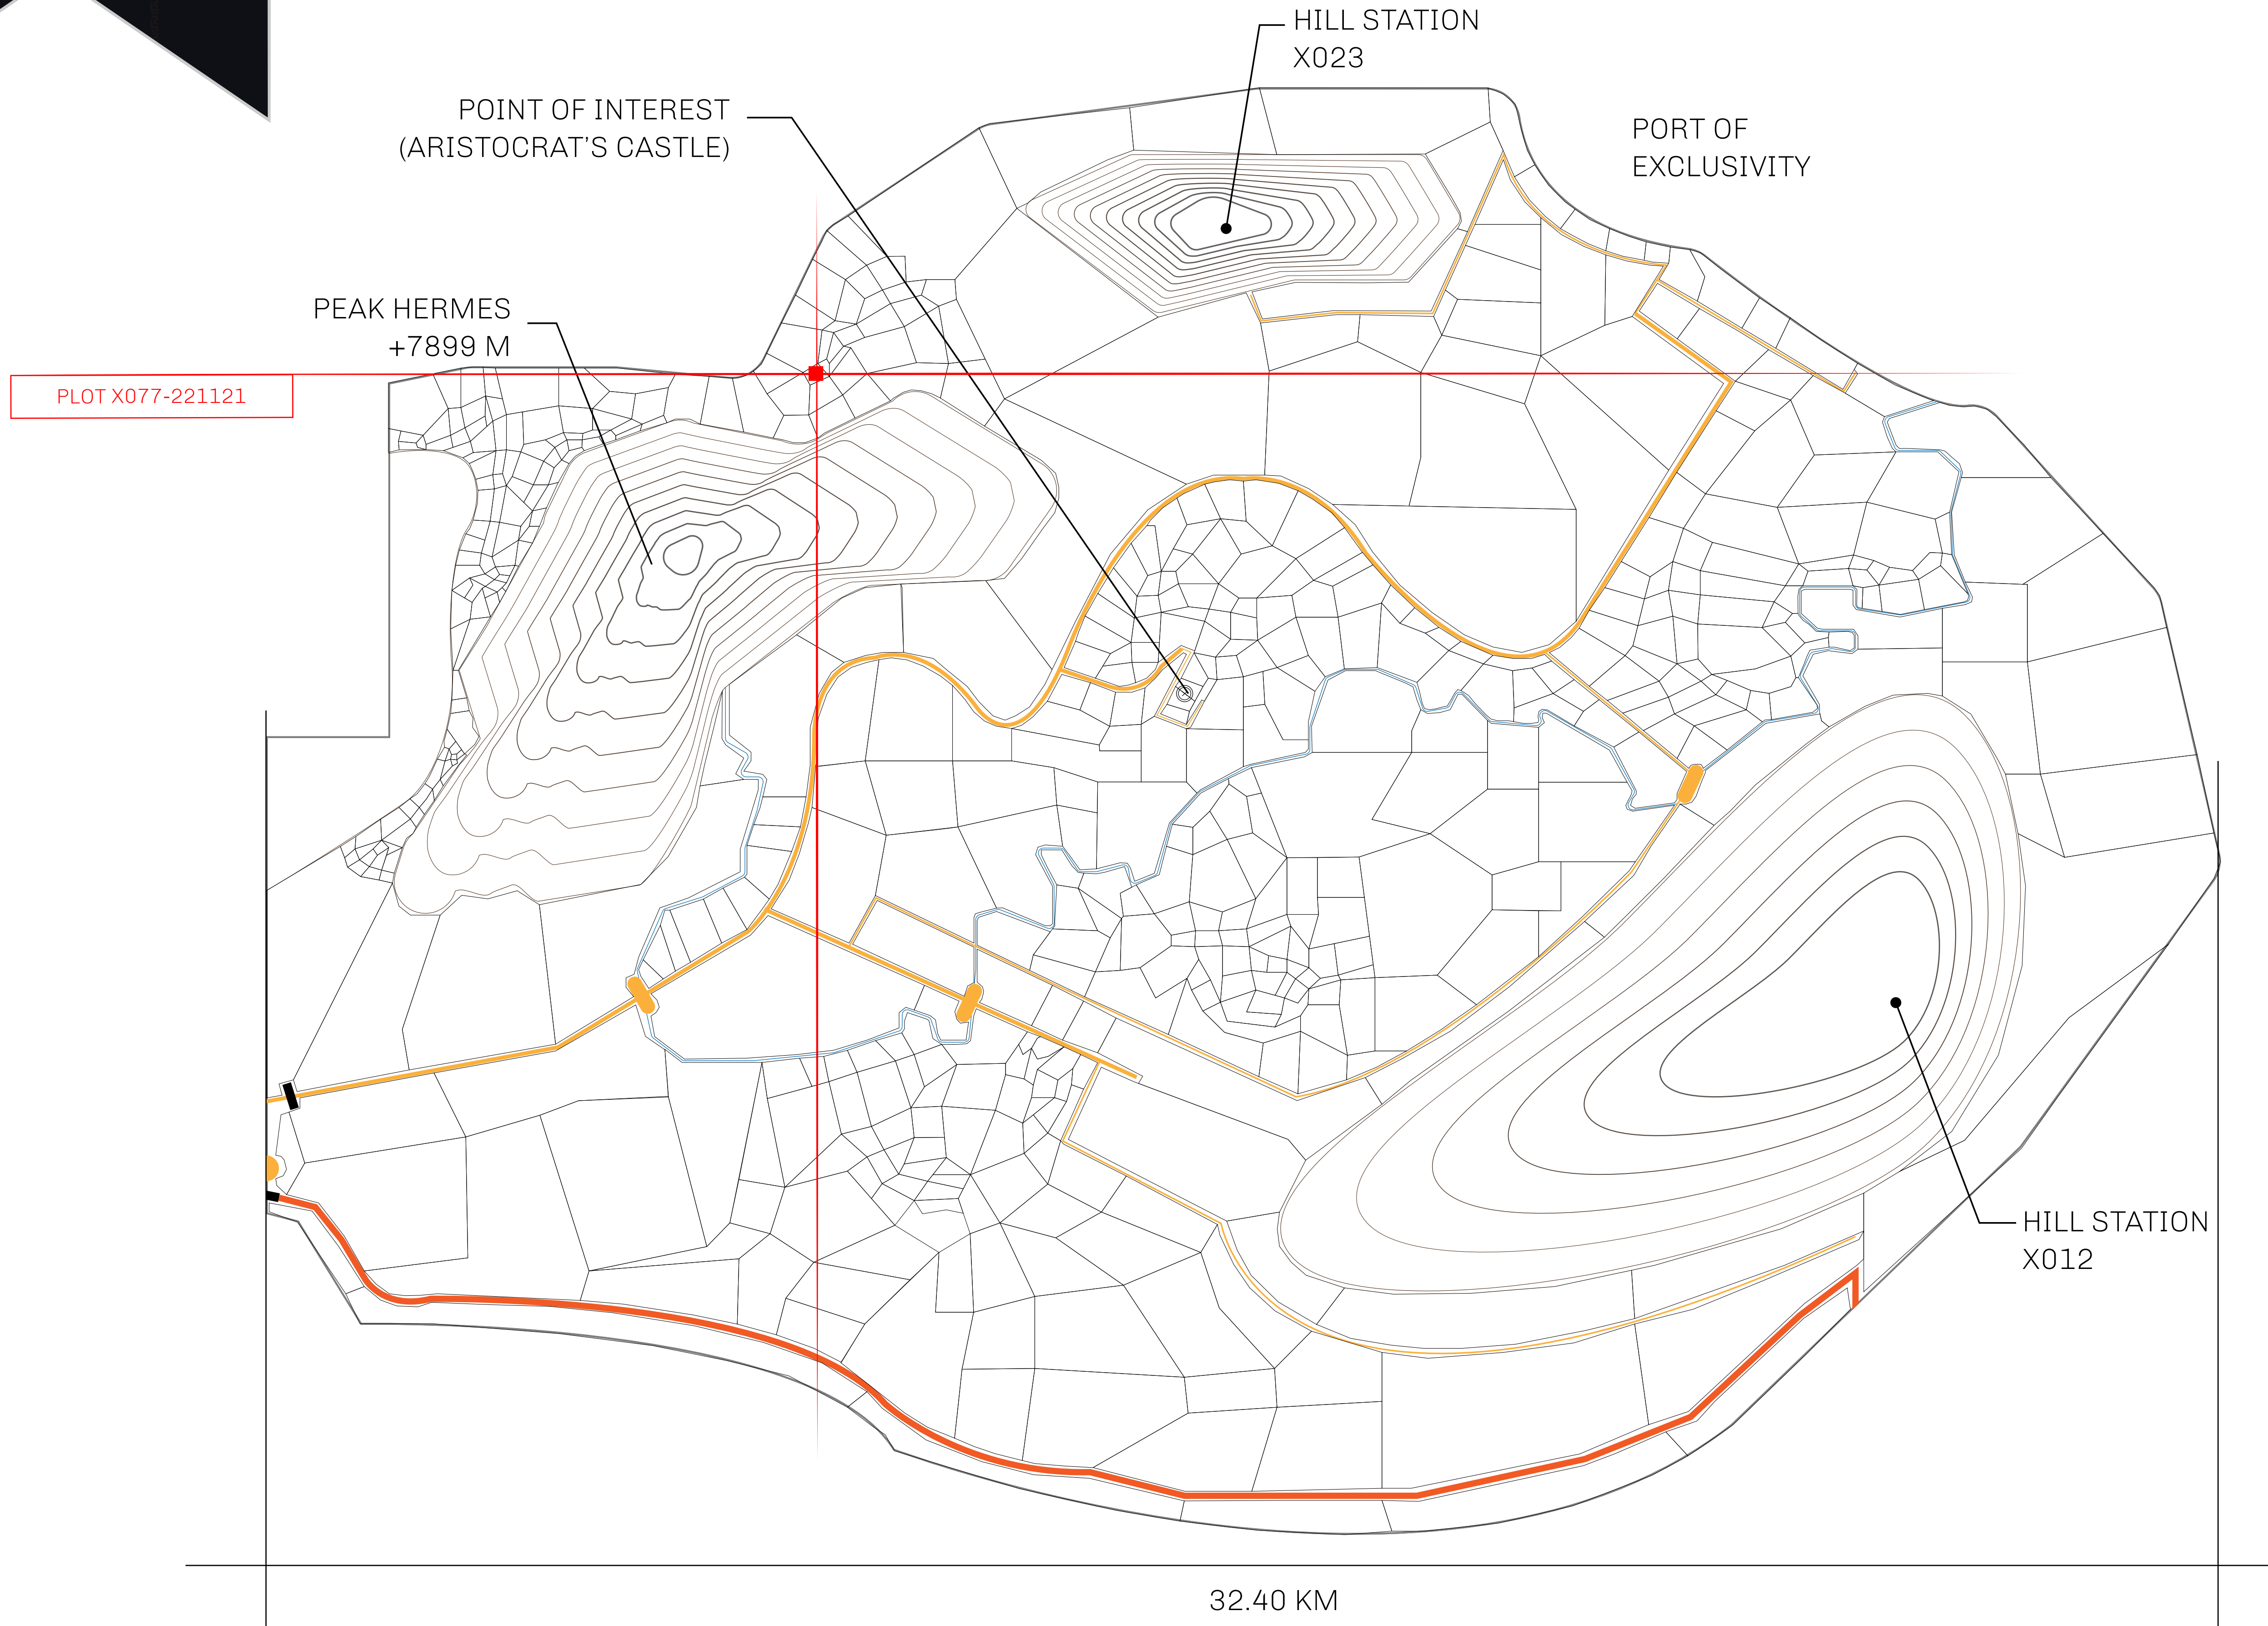 HILL STATION
X023
POINT OF INTEREST
(ARISTOCRAT'S CASTLE)
PORT OF
EXCLUSIVITY
PEAK HERMES
+7899 M
PLOT X077-221121
HILL STATION
X012
32.40 KM